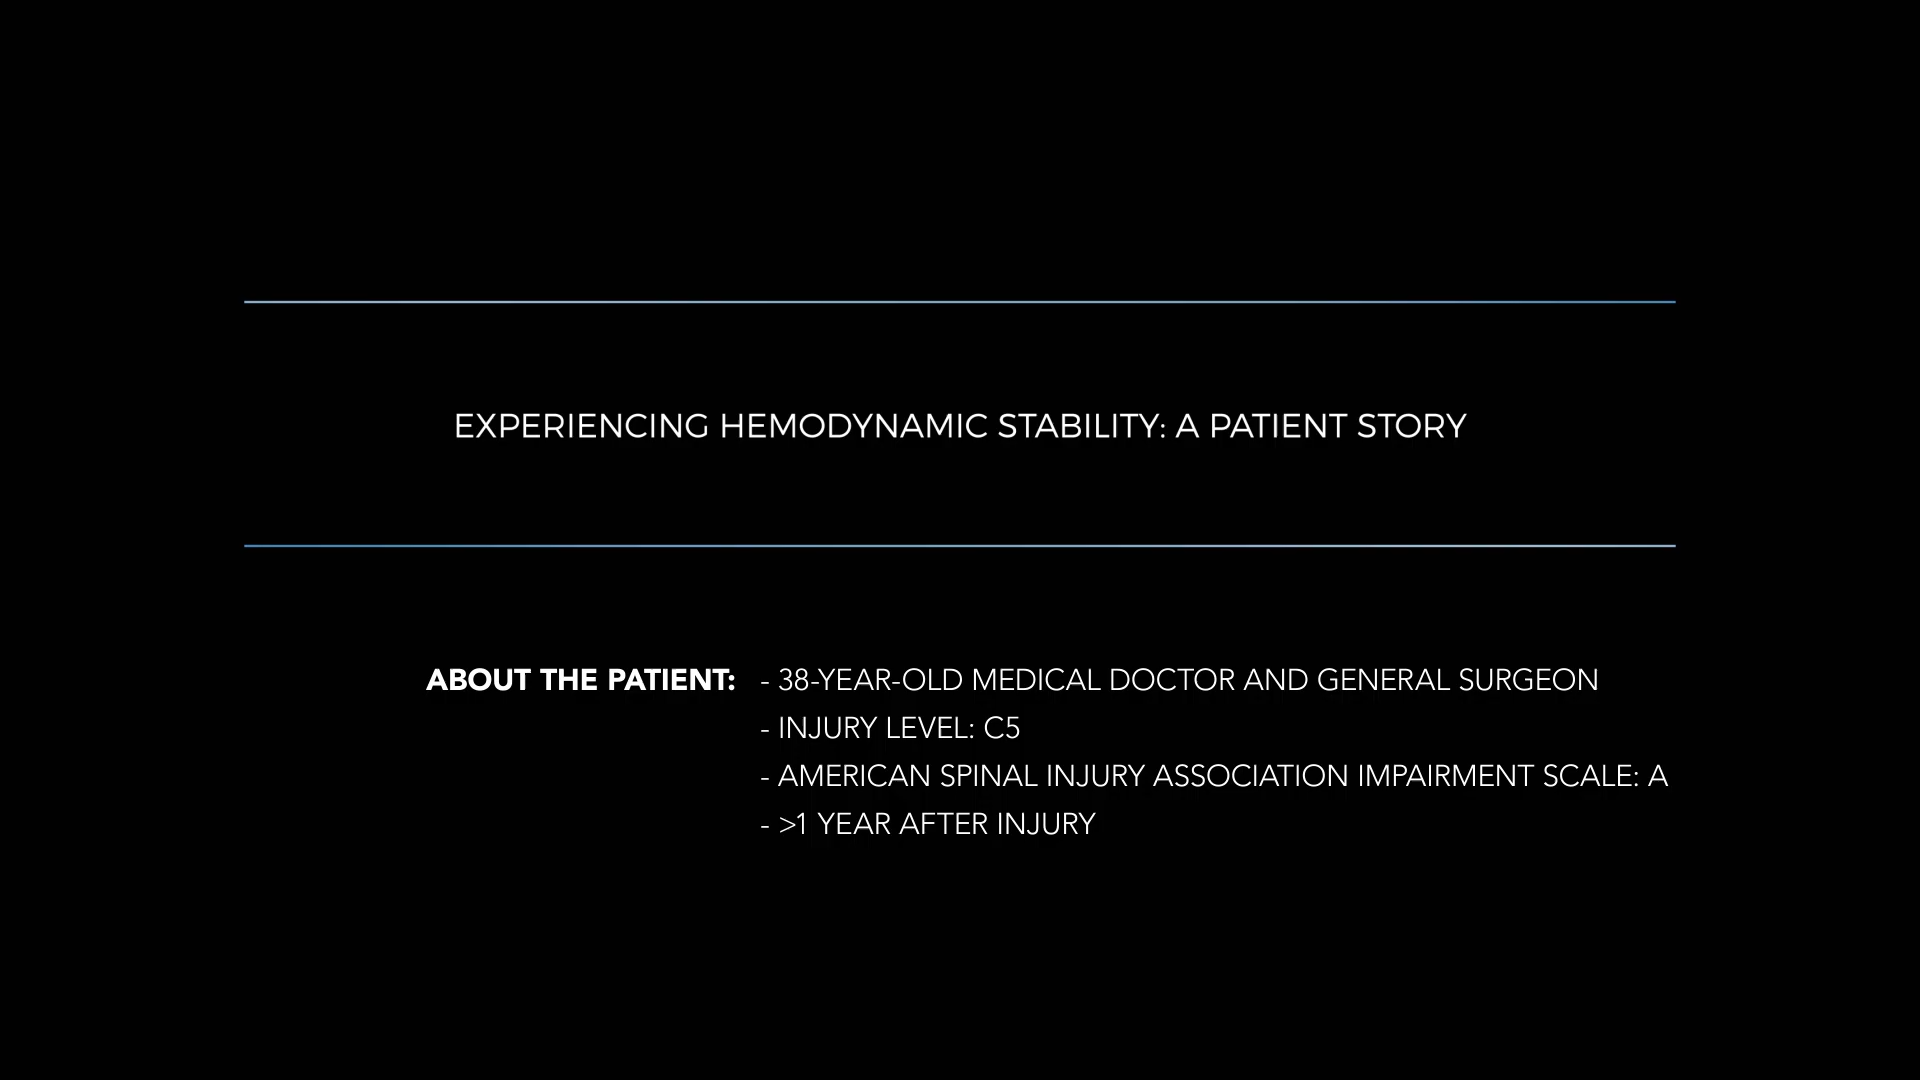 EXPERIENCING HEMODYNAMIC STABILITY: A PATIENT STORY
ABOUT THE PATIENT: - 38-YEAR-OLD MEDICAL DOCTOR AND GENERAL SURGEON
- INJURY LEVEL: C5
- AMERICAN SPINAL INJURY ASSOCIATION IMPAIRMENT SCALE: A
- >1 YEAR AFTER INJURY